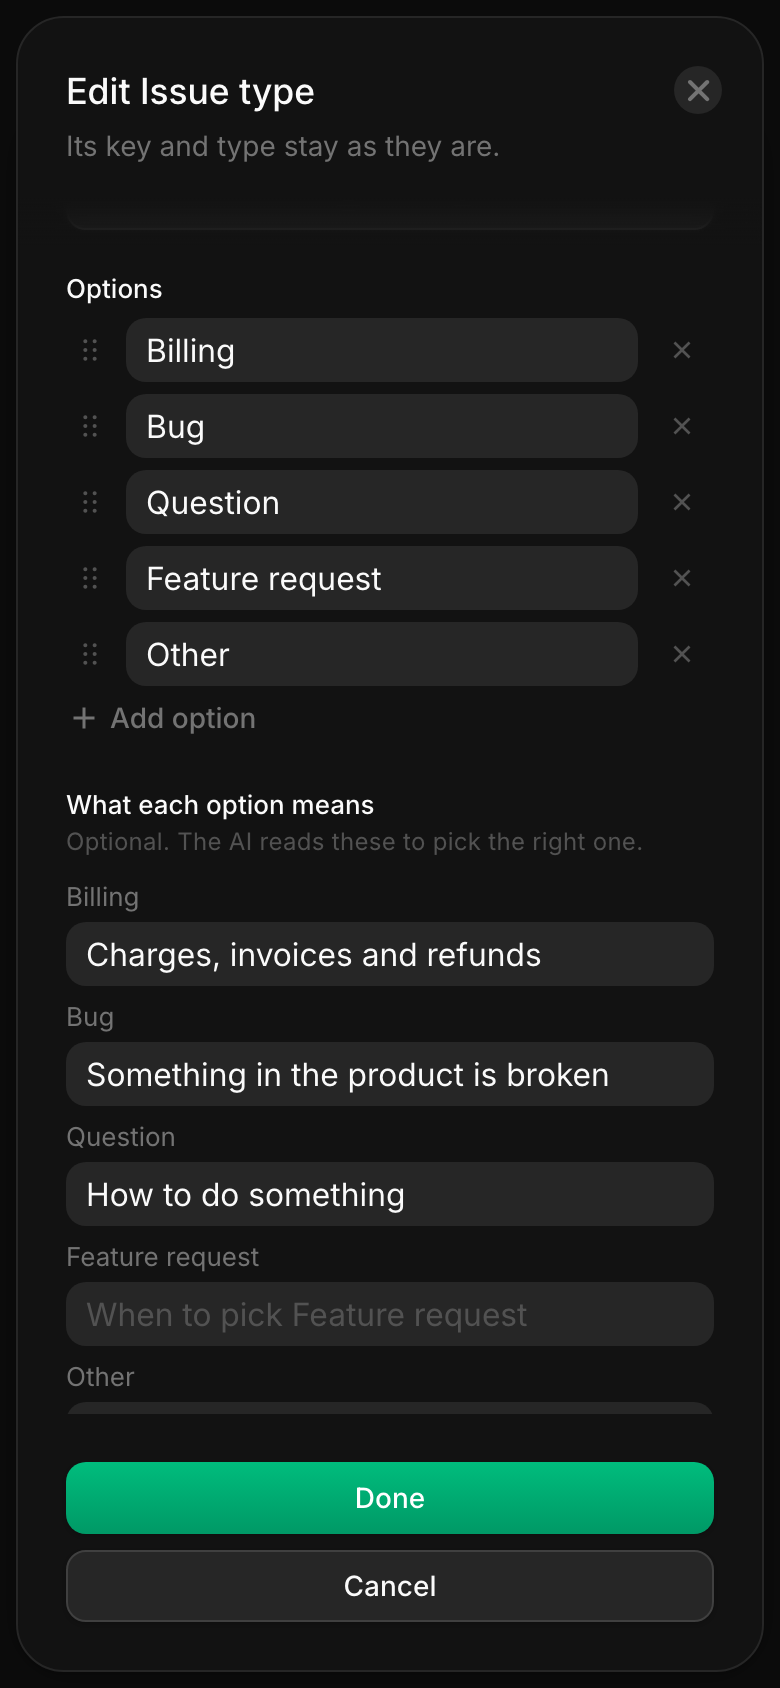 Edit Issue type
Its key and type stay as they are.
Options
Billing
Bug
Question
Feature request
Other
Add option
What each option means
Optional. The AI reads these to pick the right one.
Billing
Charges, invoices and refunds
Bug
Something in the product is broken
Question
How to do something
Feature request
When to pick Feature request
Other
Done
Cancel